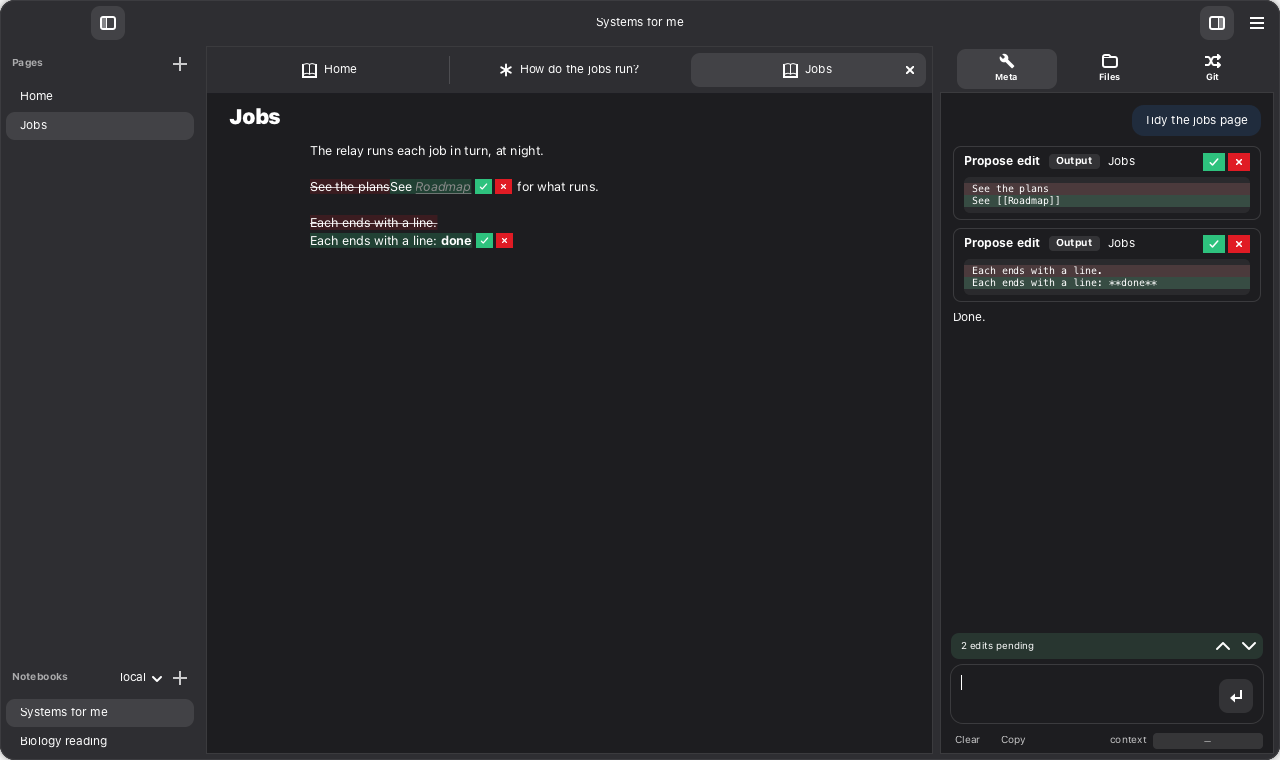 Systems for me
Pages
Home
Jobs
Home
How do the jobs run?
Jobs
Jobs
The relay runs each job in turn, at night.
See the plansSee Roadmap for what runs.
Each ends with a line.
Each ends with a line: done
Notebooks
local
Systems for me
Biology reading
Meta
Files
Git
Tidy the jobs page
Propose edit Output Jobs
See the plans
See [[Roadmap]]
Propose edit Output Jobs
Each ends with a line.
Each ends with a line: **done**
Done.
2 edits pending
Clear
Copy
context
—